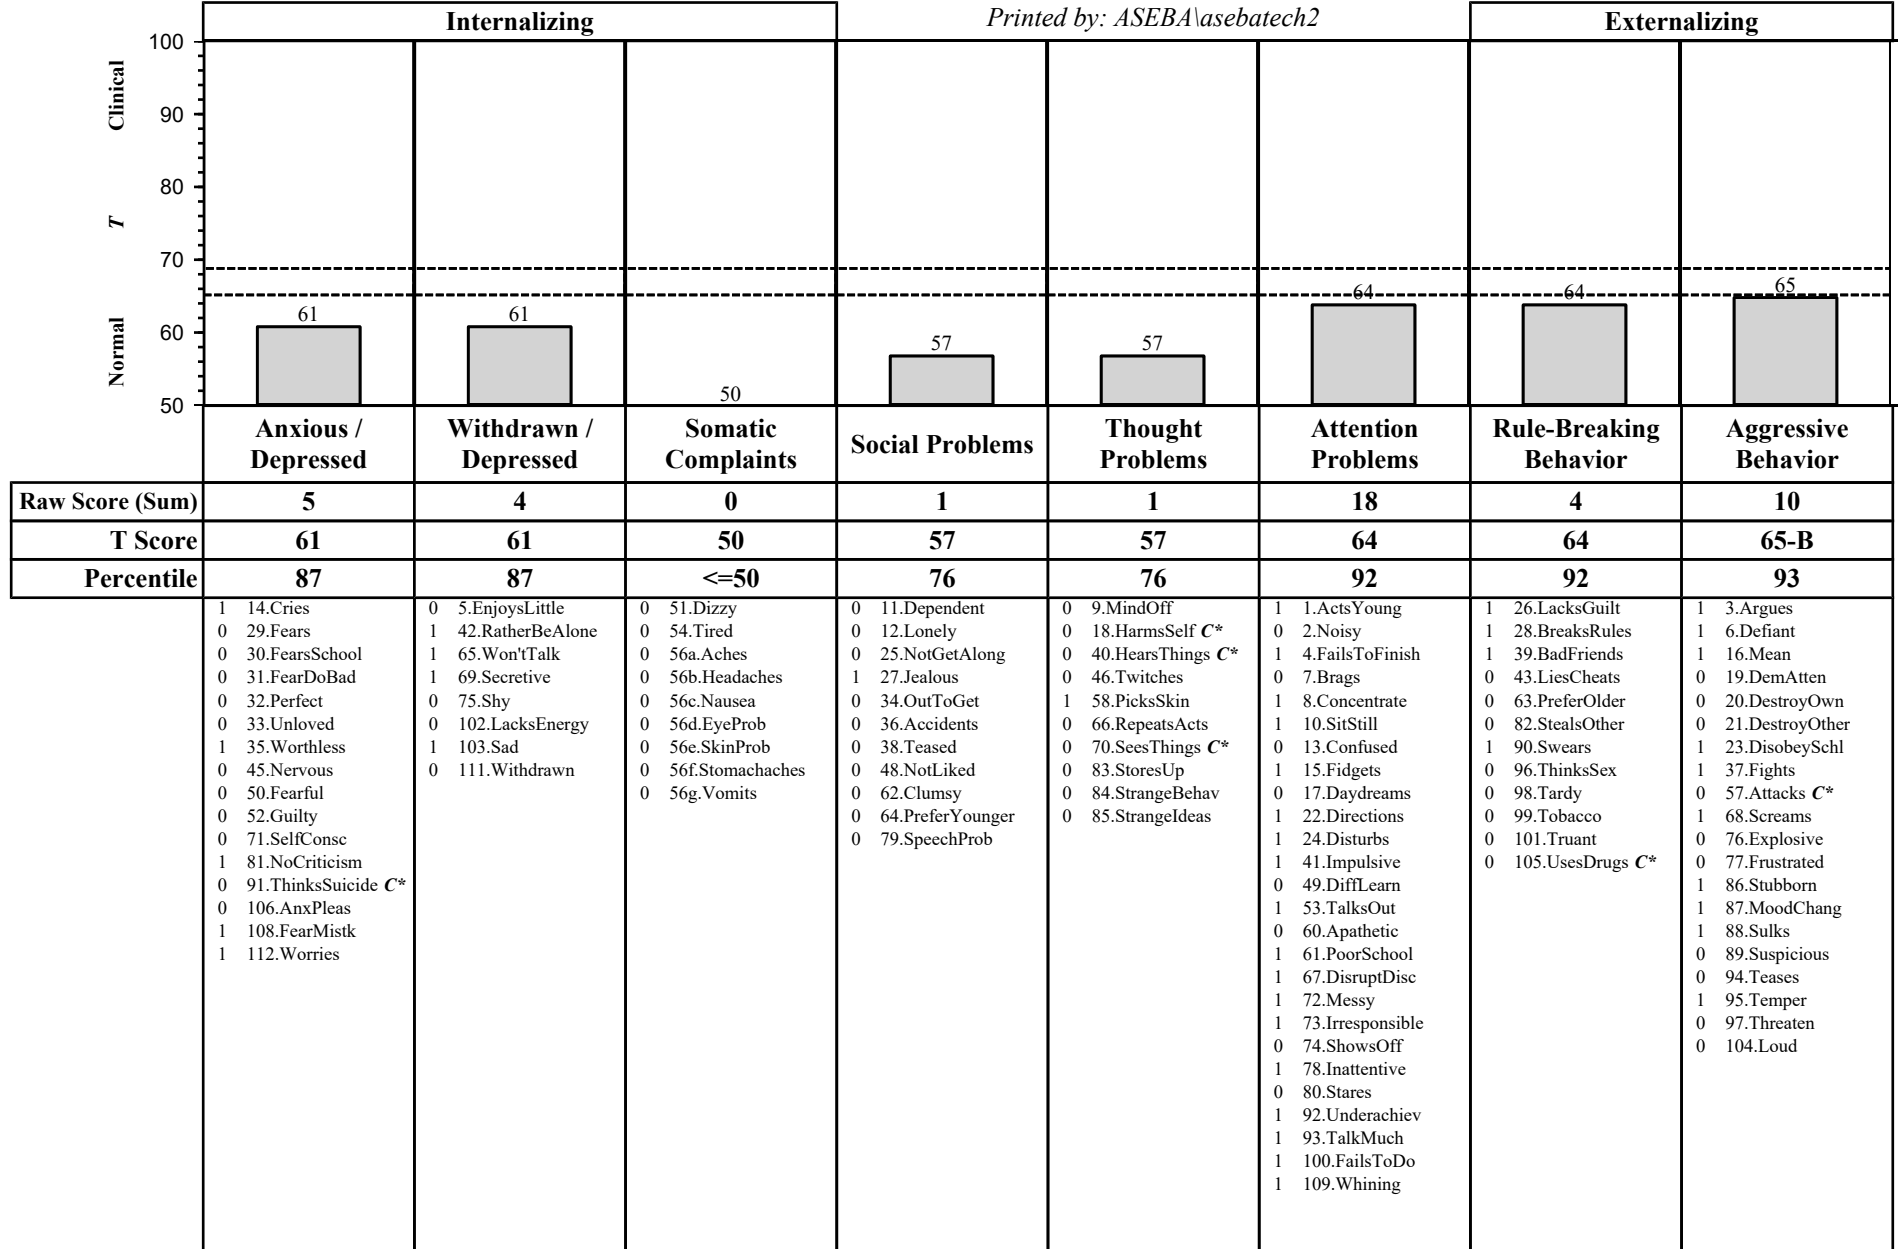 Internalizing
Printed by: ASEBA\asebatech2
Externalizing
Clinical
T
Normal
100
90
80
70
60
50
61
61
50
57
57
64
64
65
Anxious / Depressed
Withdrawn / Depressed
Somatic Complaints
Social Problems
Thought Problems
Attention Problems
Rule-Breaking Behavior
Aggressive Behavior
Raw Score (Sum) 5 4 0 1 1 18 4 10
T Score 61 61 50 57 57 64 64 65-B
Percentile 87 87 <=50 76 76 92 92 93
1 14.Cries
0 29.Fears
0 30.FearsSchool
0 31.FearDoBad
0 32.Perfect
0 33.Unloved
1 35.Worthless
0 45.Nervous
0 50.Fearful
0 52.Guilty
0 71.SelfConsc
1 81.NoCriticism
0 91.ThinksSuicide C*
0 106.AnxPleas
1 108.FearMistk
1 112.Worries
0 5.EnjoysLittle
1 42.RatherBeAlone
1 65.Won'tTalk
1 69.Secretive
0 75.Shy
0 102.LacksEnergy
1 103.Sad
0 111.Withdrawn
0 51.Dizzy
0 54.Tired
0 56a.Aches
0 56b.Headaches
0 56c.Nausea
0 56d.EyeProb
0 56e.SkinProb
0 56f.Stomachaches
0 56g.Vomits
0 11.Dependent
0 12.Lonely
0 25.NotGetAlong
1 27.Jealous
0 34.OutToGet
0 36.Accidents
0 38.Teased
0 48.NotLiked
0 62.Clumsy
0 64.PreferYounger
0 79.SpeechProb
0 9.MindOff
0 18.HarmsSelf C*
0 40.HearsThings C*
0 46.Twitches
1 58.PicksSkin
0 66.RepeatsActs
0 70.SeesThings C*
0 83.StoresUp
0 84.StrangeBehav
0 85.StrangeIdeas
1 1.ActsYoung
0 2.Noisy
1 4.FailsToFinish
0 7.Brags
1 8.Concentrate
1 10.SitStill
0 13.Confused
1 15.Fidgets
0 17.Daydreams
1 22.Directions
1 24.Disturbs
1 41.Impulsive
0 49.DiffLearn
1 53.TalksOut
0 60.Apathetic
1 61.PoorSchool
1 67.DisruptDisc
1 72.Messy
1 73.Irresponsible
0 74.ShowsOff
1 78.Inattentive
0 80.Stares
1 92.Underachiev
1 93.TalkMuch
1 100.FailsToDo
1 109.Whining
1 26.LacksGuilt
1 28.BreaksRules
1 39.BadFriends
0 43.LiesCheats
0 63.PreferOlder
0 82.StealsOther
1 90.Swears
0 96.ThinksSex
0 98.Tardy
0 99.Tobacco
0 101.Truant
0 105.UsesDrugs C*
1 3.Argues
1 6.Defiant
1 16.Mean
0 19.DemAtten
0 20.DestroyOwn
0 21.DestroyOther
1 23.DisobeySchl
1 37.Fights
0 57.Attacks C*
1 68.Screams
0 76.Explosive
0 77.Frustrated
1 86.Stubborn
1 87.MoodChang
1 88.Sulks
0 89.Suspicious
0 94.Teases
1 95.Temper
0 97.Threaten
0 104.Loud